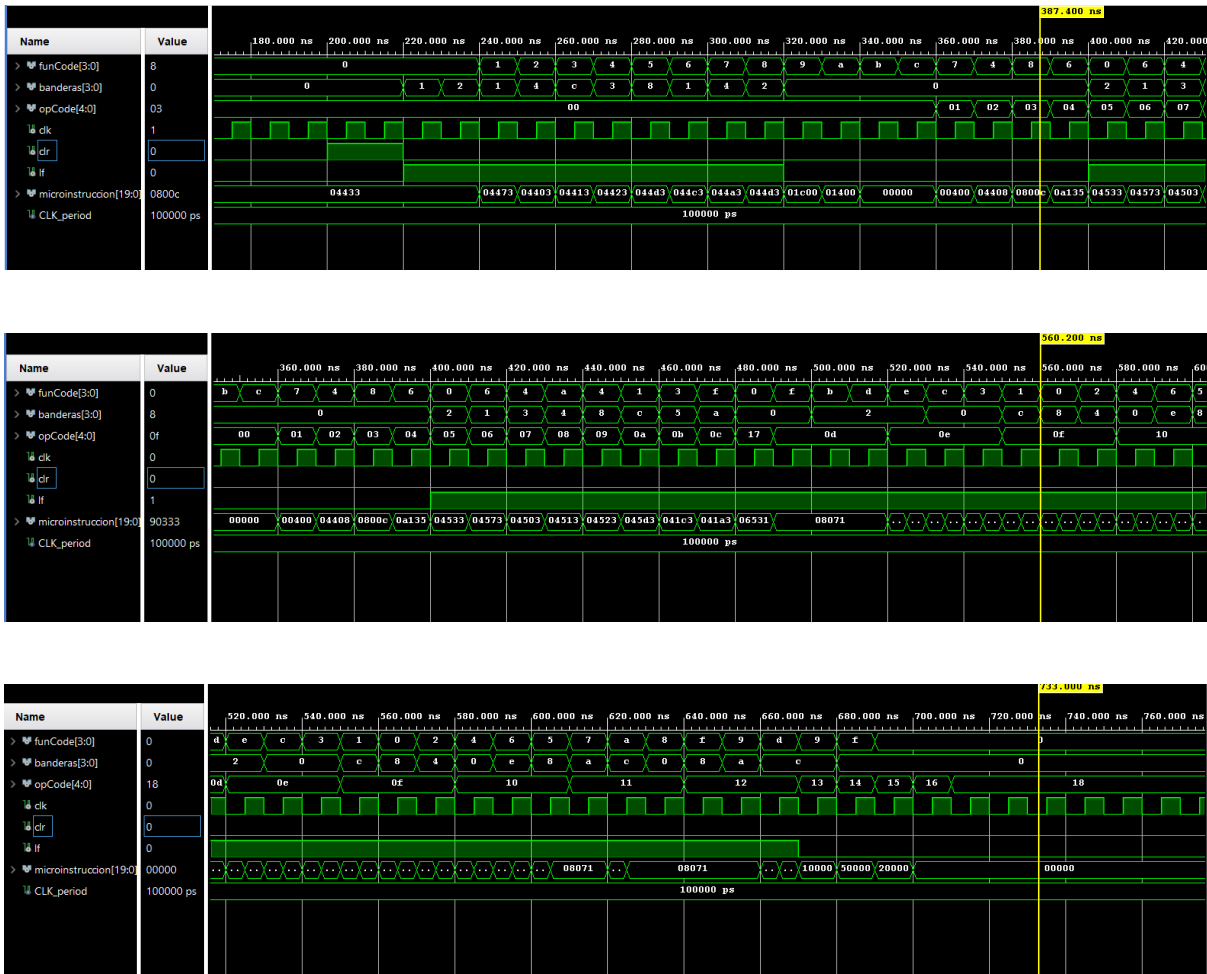 387.400 ns
Name Value 180.000 ns 200.000 ns 220.000 ns 240.000 ns 260.000 ns 280.000 ns 300.000 ns 320.000 ns 340.000 ns 360.000 ns 380.000 ns 400.000 ns 420.000
funCode[3:0] 8 0 1 2 3 4 5 6 7 8 9 a b c 7 4 8 6 0 6 4
banderas[3:0] 0 0 1 2 1 4 c 3 8 1 4 2 0 2 1 3
opCode[4:0] 03 00 01 02 03 04 05 06 07
clk 1
clr 0
lf 0
microinstruccion[19:0] 0800c 04433 04473 04403 04413 04423 044d3 044c3 044a3 044d3 01c00 01400 00000 00400 04408 0800c 0a135 04533 04573 04503
CLK_period 100000 ps 100000 ps
560.200 ns
Name Value 360.000 ns 380.000 ns 400.000 ns 420.000 ns 440.000 ns 460.000 ns 480.000 ns 500.000 ns 520.000 ns 540.000 ns 560.000 ns 580.000 ns 600
funCode[3:0] 0 b c 7 4 8 6 0 6 4 a 4 1 3 f 0 f b d e c 3 1 0 2 4 6 5
banderas[3:0] 8 0 2 1 3 4 8 c 5 a 0 2 0 c 8 4 0 e 8
opCode[4:0] 0f 00 01 02 03 04 05 06 07 08 09 0a 0b 0c 17 0d 0e 0f 10
clk 0
clr 0
lf 1
microinstruccion[19:0] 90333 00000 00400 04408 0800c 0a135 04533 04573 04503 04513 04523 045d3 041c3 041a3 06531 08071 .. .. .. .. .. .. .. .. .. .. .. .. .. .. .. ..
CLK_period 100000 ps 100000 ps
733.000 ns
Name Value 520.000 ns 540.000 ns 560.000 ns 580.000 ns 600.000 ns 620.000 ns 640.000 ns 660.000 ns 680.000 ns 700.000 ns 720.000 ns 740.000 ns 760.000 ns
funCode[3:0] 0 d e c 3 1 0 2 4 6 5 7 a 8 f 9 d 9 f 0
banderas[3:0] 0 2 0 c 8 4 0 e 8 a c 0 8 a c 0
opCode[4:0] 18 0d 0e 0f 10 11 12 13 14 15 16 18
clk 0
clr 0
lf 0
microinstruccion[19:0] 00000 .. .. .. .. .. .. .. .. .. .. .. .. .. .. .. .. .. .. 08071 .. 08071 .. .. 10000 50000 20000 00000
CLK_period 100000 ps 100000 ps